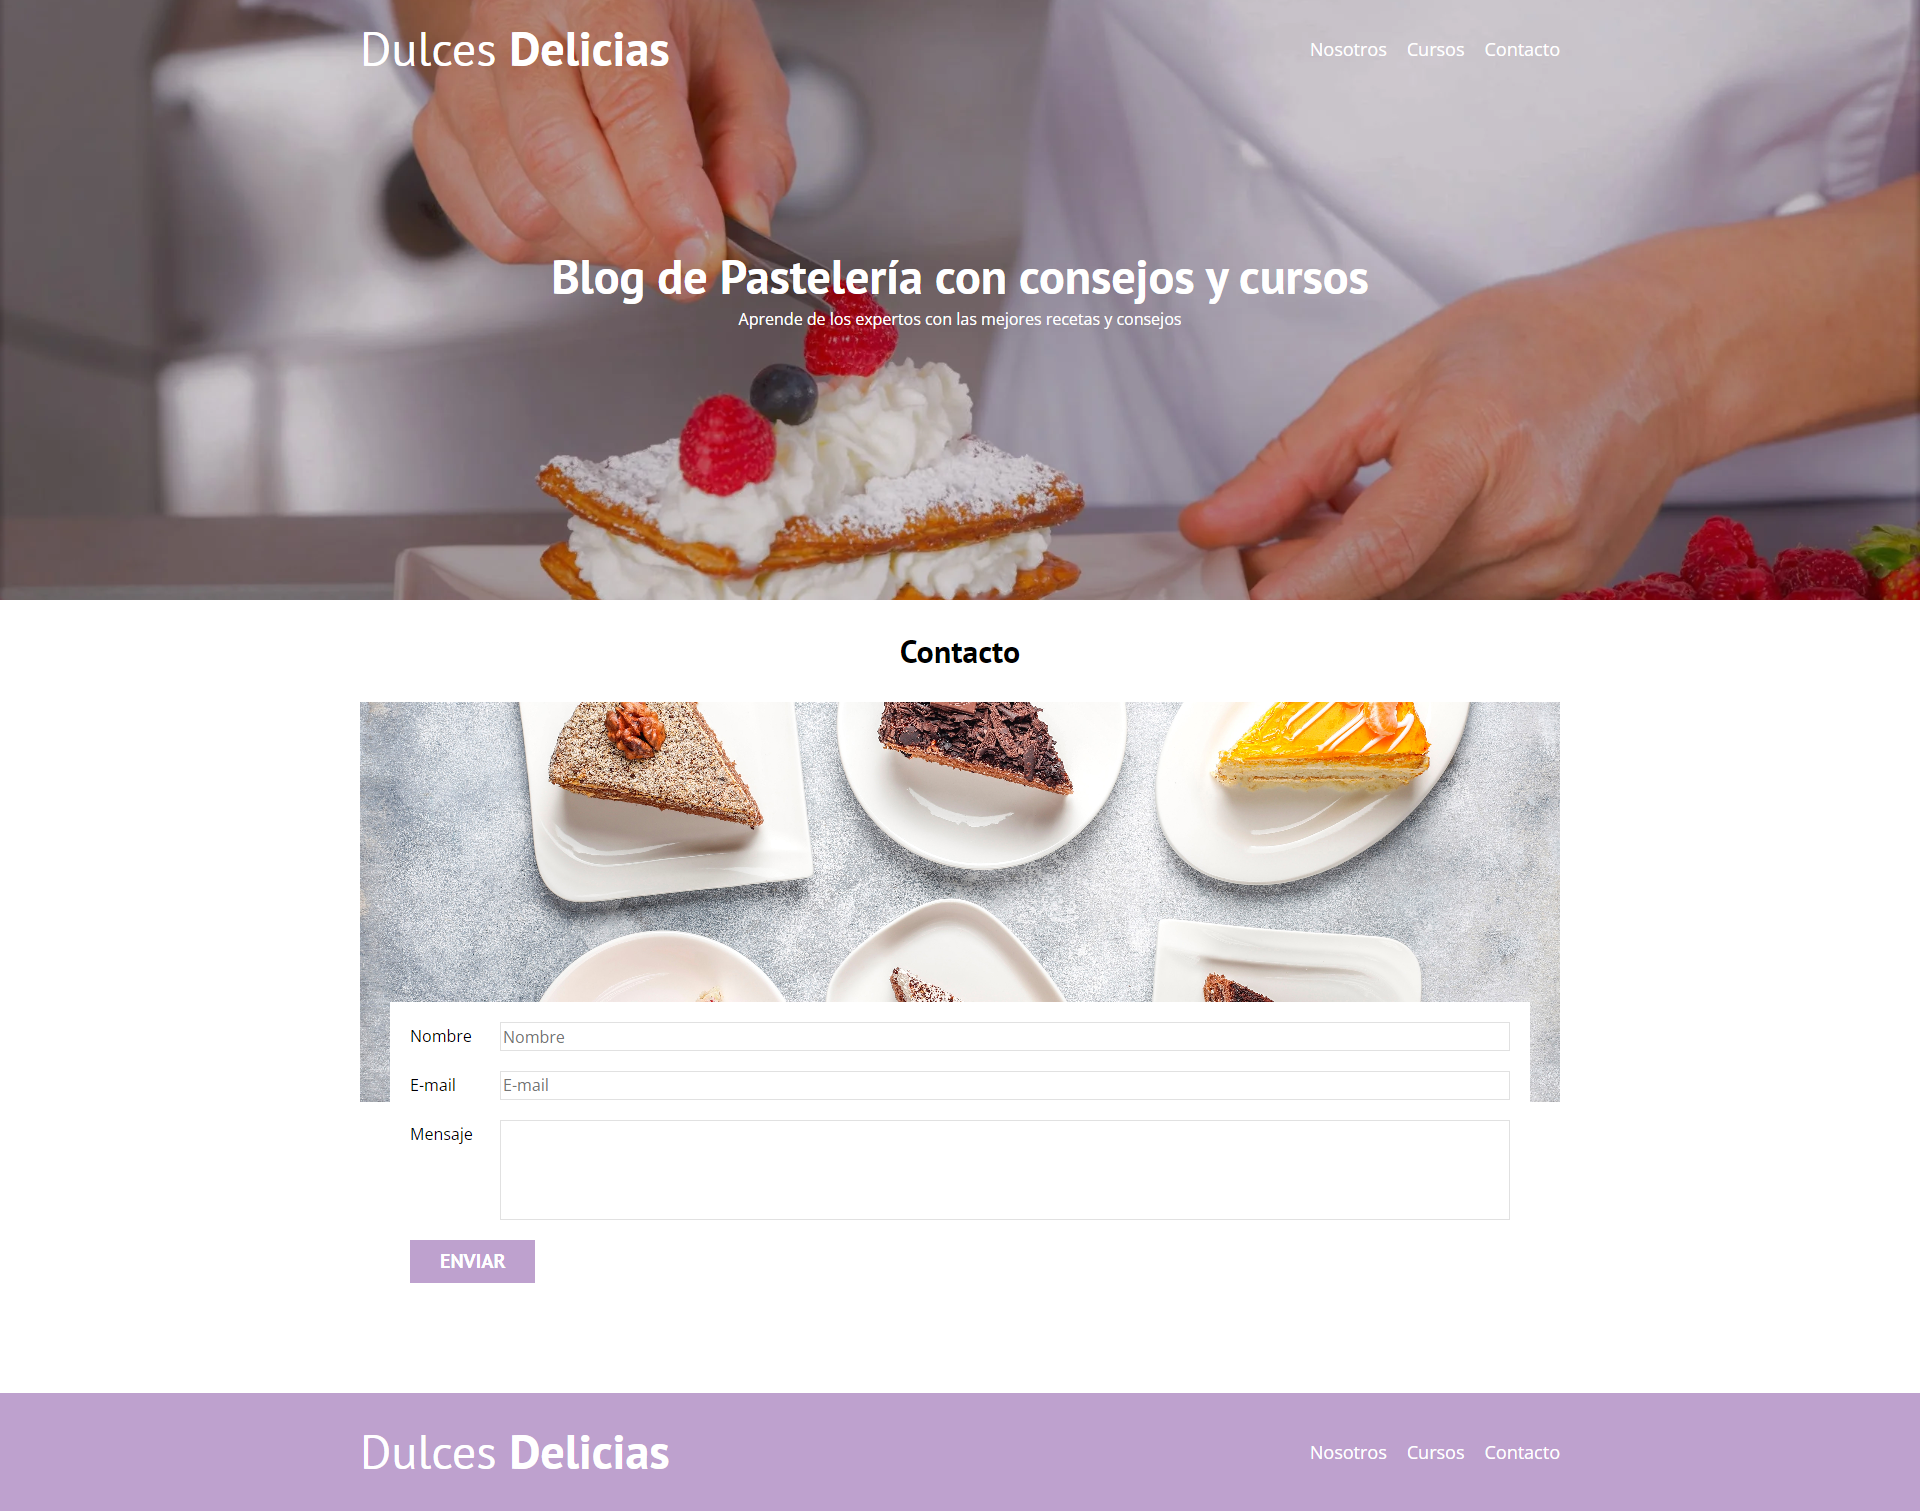 Dulces Delicias
Nosotros Cursos Contacto
Blog de Pastelería con consejos y cursos
Aprende de los expertos con las mejores recetas y consejos
Contacto
Nombre Nombre
E-mail E-mail
Mensaje
ENVIAR
Dulces Delicias
Nosotros Cursos Contacto